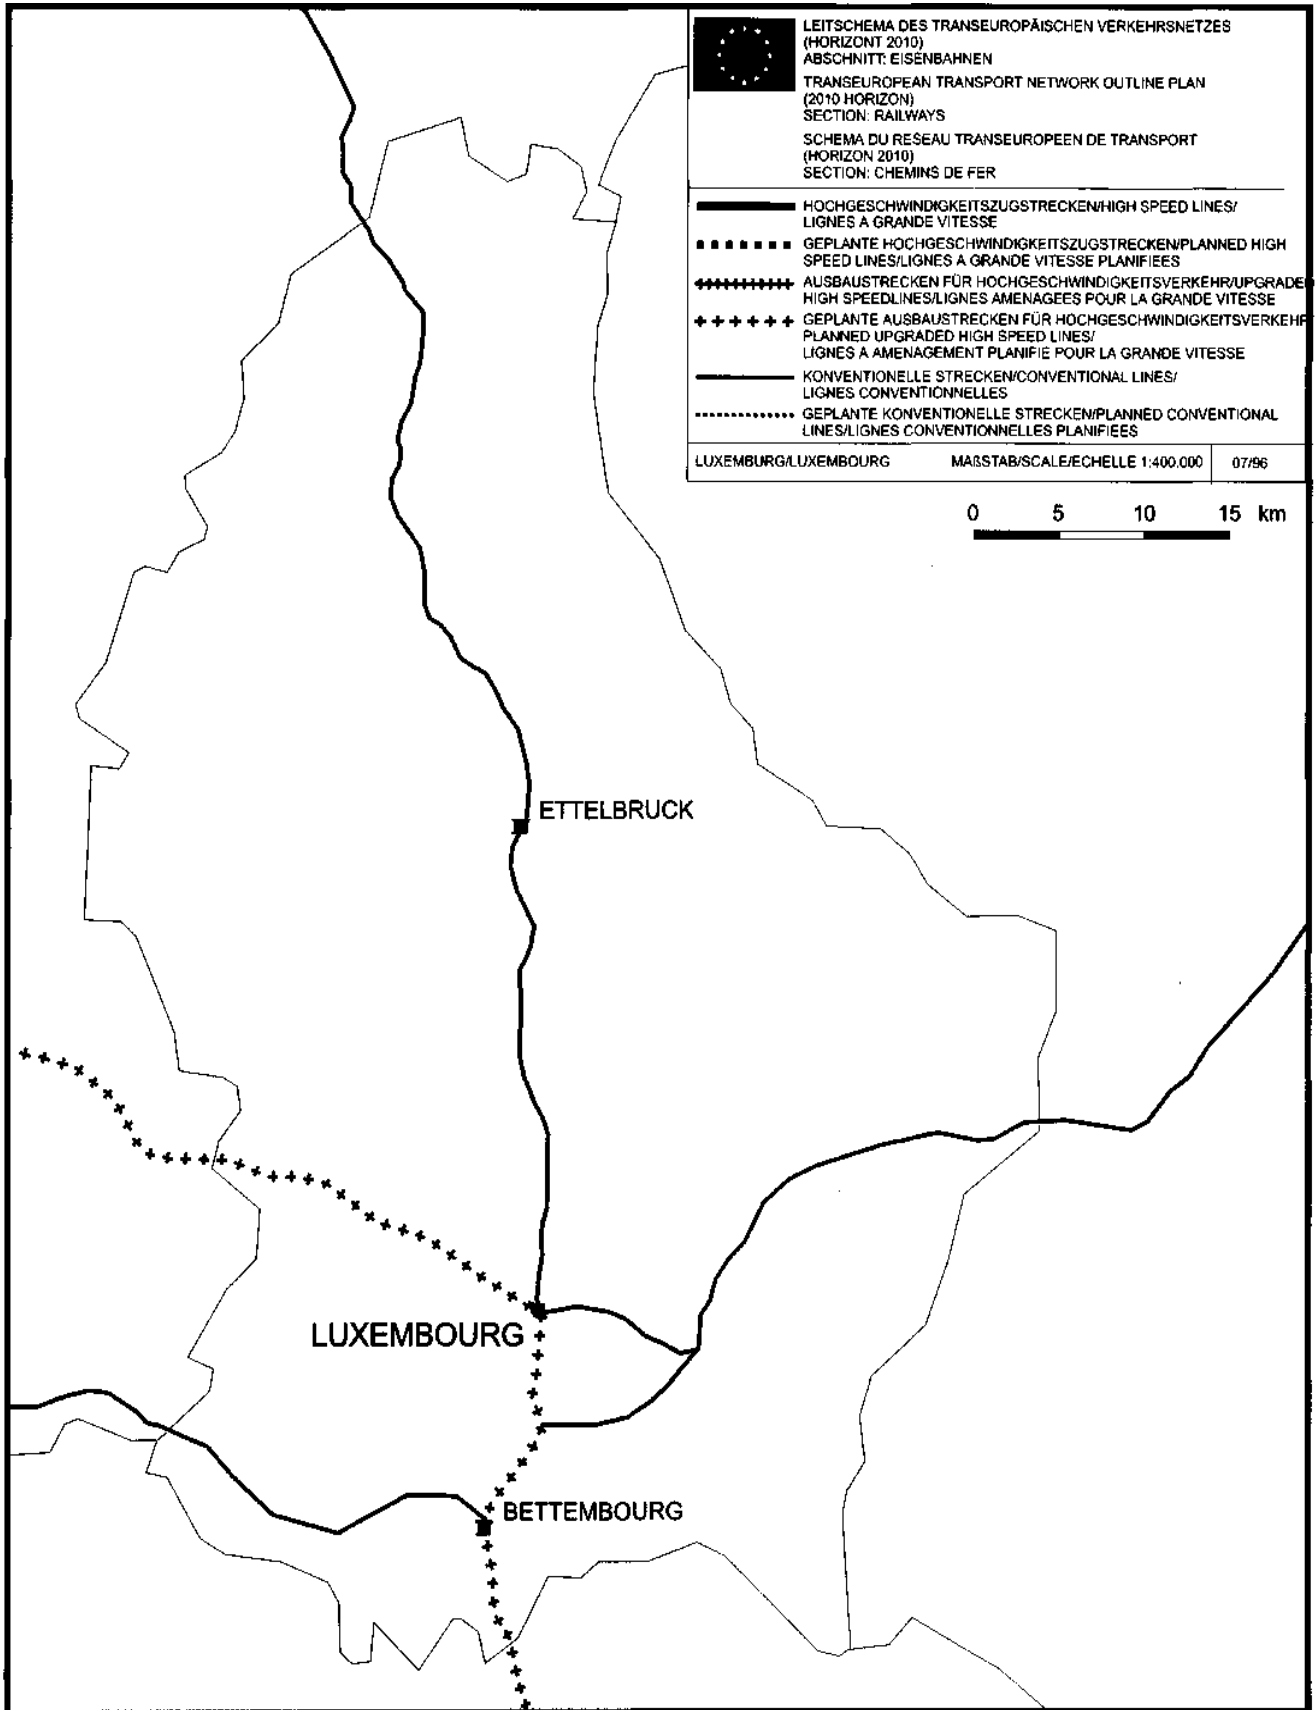 LEITSCHEMA DES TRANSEUROPÄISCHEN VERKEHRSNETZES
(HORIZONT 2010)
ABSCHNITT: EISENBAHNEN
TRANSEUROPEAN TRANSPORT NETWORK OUTLINE PLAN
(2010 HORIZON)
SECTION: RAILWAYS
SCHEMA DU RESEAU TRANSEUROPEEN DE TRANSPORT
(HORIZON 2010)
SECTION: CHEMINS DE FER
HOCHGESCHWINDIGKEITSZUGSTRECKEN/HIGH SPEED LINES/
LIGNES A GRANDE VITESSE
GEPLANTE HOCHGESCHWINDIGKEITSZUGSTRECKEN/PLANNED HIGH
SPEED LINES/LIGNES A GRANDE VITESSE PLANIFIEES
AUSBAUSTRECKEN FÜR HOCHGESCHWINDIGKEITSVERKEHR/UPGRADED
HIGH SPEEDLINES/LIGNES AMENAGEES POUR LA GRANDE VITESSE
GEPLANTE AUSBAUSTRECKEN FÜR HOCHGESCHWINDIGKEITSVERKEHR
PLANNED UPGRADED HIGH SPEED LINES/
LIGNES A AMENAGEMENT PLANIFIE POUR LA GRANDE VITESSE
KONVENTIONELLE STRECKEN/CONVENTIONAL LINES/
LIGNES CONVENTIONNELLES
GEPLANTE KONVENTIONELLE STRECKEN/PLANNED CONVENTIONAL
LINES/LIGNES CONVENTIONNELLES PLANIFIEES
LUXEMBURG/LUXEMBOURG MAßSTAB/SCALE/ECHELLE 1:400.000 07/96
0 5 10 15 km
ETTELBRUCK
LUXEMBOURG
BETTEMBOURG